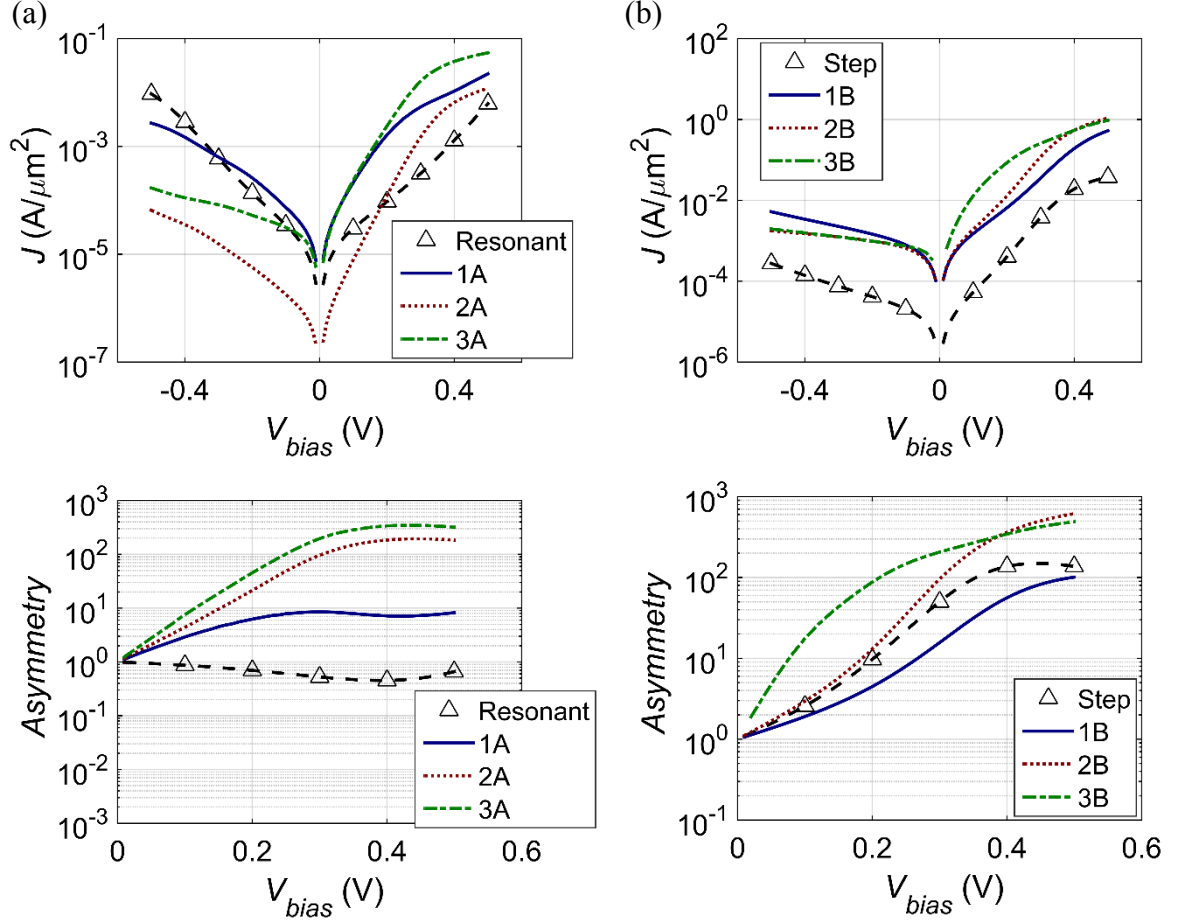 (a)
10^-1
10^-3
10^-5
10^-7
J (A/μm^2)
Resonant
1A
2A
3A
-0.4 0 0.4
V_bias (V)
(b)
10^2
10^0
10^-2
10^-4
10^-6
J (A/μm^2)
Step
1B
2B
3B
-0.4 0 0.4
V_bias (V)
10^3
10^2
10^1
10^0
10^-1
10^-2
10^-3
Asymmetry
Resonant
1A
2A
3A
0 0.2 0.4 0.6
V_bias (V)
10^3
10^2
10^1
10^0
10^-1
Asymmetry
Step
1B
2B
3B
0 0.2 0.4 0.6
V_bias (V)